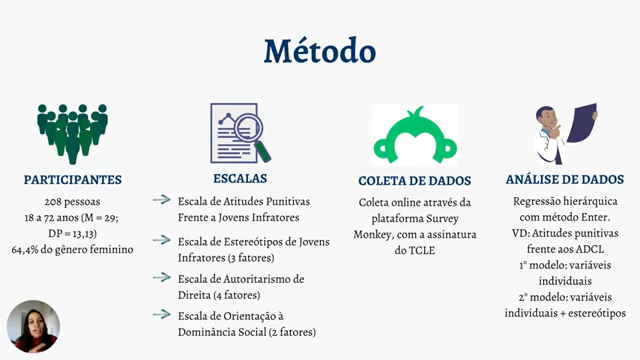 Método
PARTICIPANTES
208 pessoas
18 a 72 anos (M = 29;
DP = 13,13)
64,4% do gênero feminino
ESCALAS
Escala de Atitudes Punitivas
Frente a Jovens Infratores
Escala de Estereótipos de Jovens
Infratores (3 fatores)
Escala de Autoritarismo de
Direita (4 fatores)
Escala de Orientação à
Dominância Social (2 fatores)
COLETA DE DADOS
Coleta online através da
plataforma Survey
Monkey, com a assinatura
do TCLE
ANÁLISE DE DADOS
Regressão hierárquica
com método Enter.
VD: Atitudes punitivas
frente aos ADCL
1° modelo: variáveis
individuais
2° modelo: variáveis
individuais + estereótipos